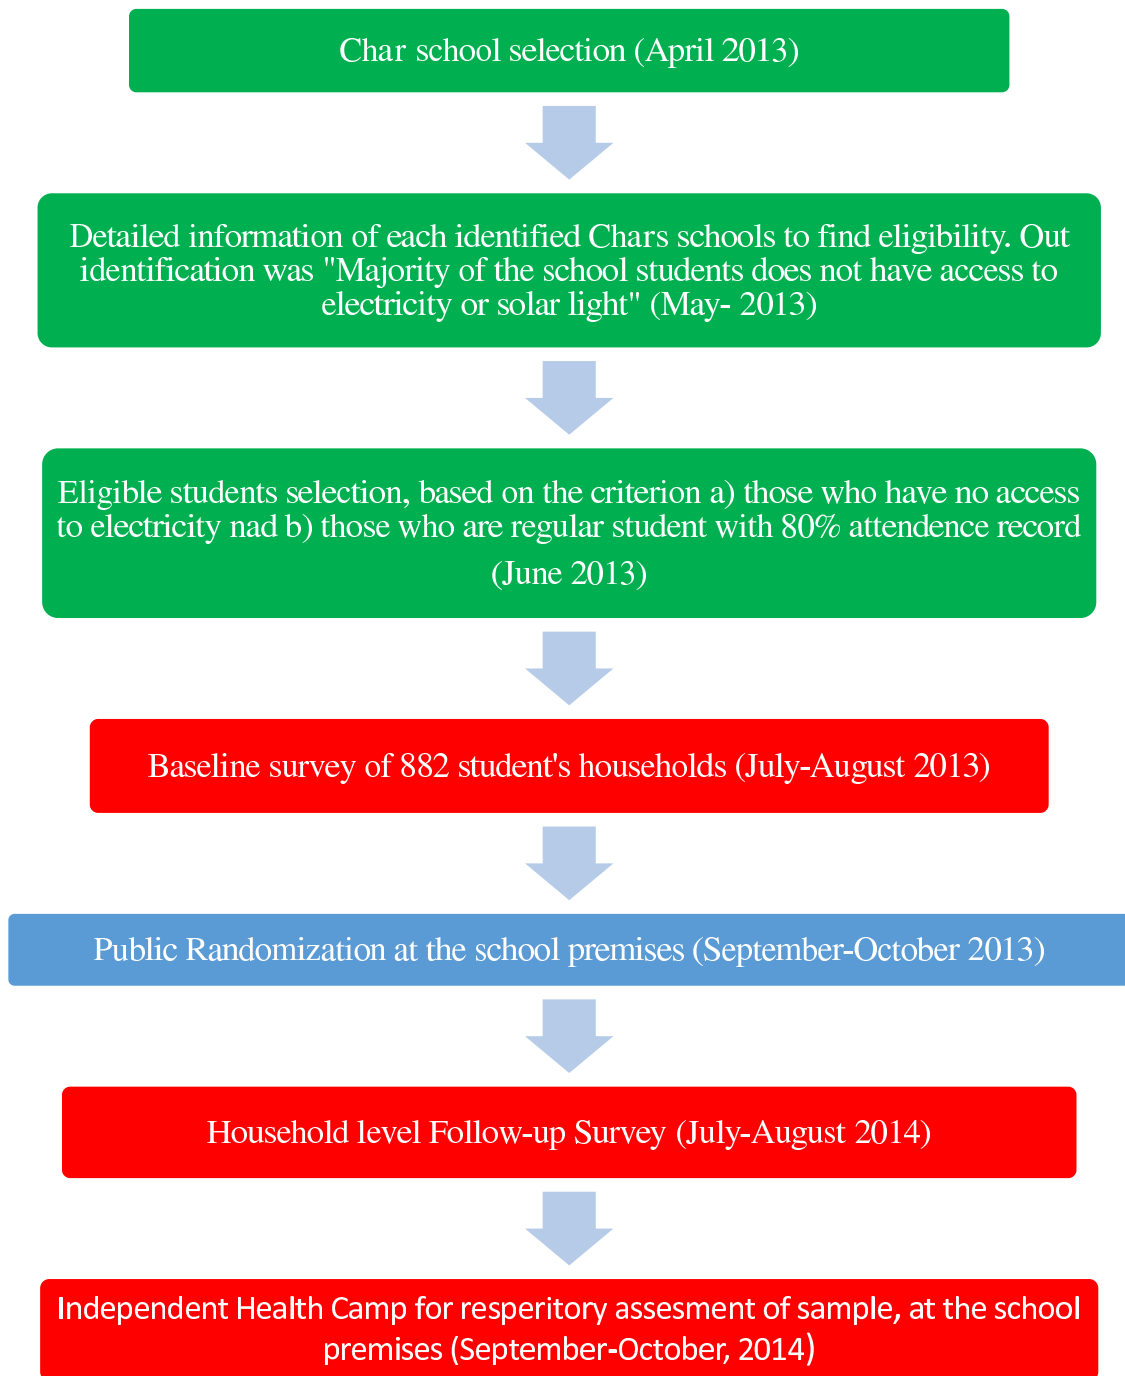 Char school selection (April 2013)
Detailed information of each identified Chars schools to find eligibility. Out
identification was "Majority of the school students does not have access to
electricity or solar light" (May- 2013)
Eligible students selection, based on the criterion a) those who have no access
to electricity nad b) those who are regular student with 80% attendence record
(June 2013)
Baseline survey of 882 student's households (July-August 2013)
Public Randomization at the school premises (September-October 2013)
Household level Follow-up Survey (July-August 2014)
Independent Health Camp for resperitory assesment of sample, at the school
premises (September-October, 2014)